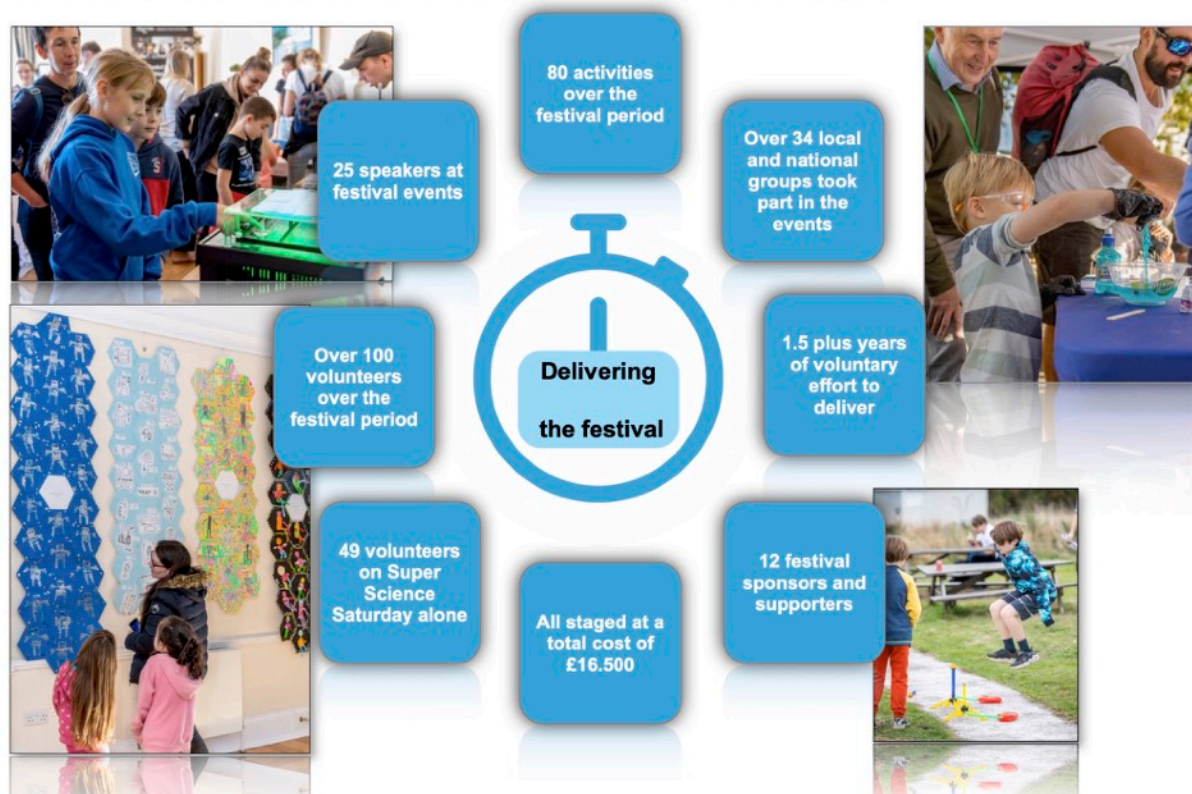 80 activities
over the
festival period
25 speakers at
festival events
Over 34 local
and national
groups took
part in the
events
Over 100
volunteers
over the
festival period
Delivering
the festival
1.5 plus years
of voluntary
effort to
deliver
49 volunteers
on Super
Science
Saturday alone
All staged at a
total cost of
£16.500
12 festival
sponsors and
supporters